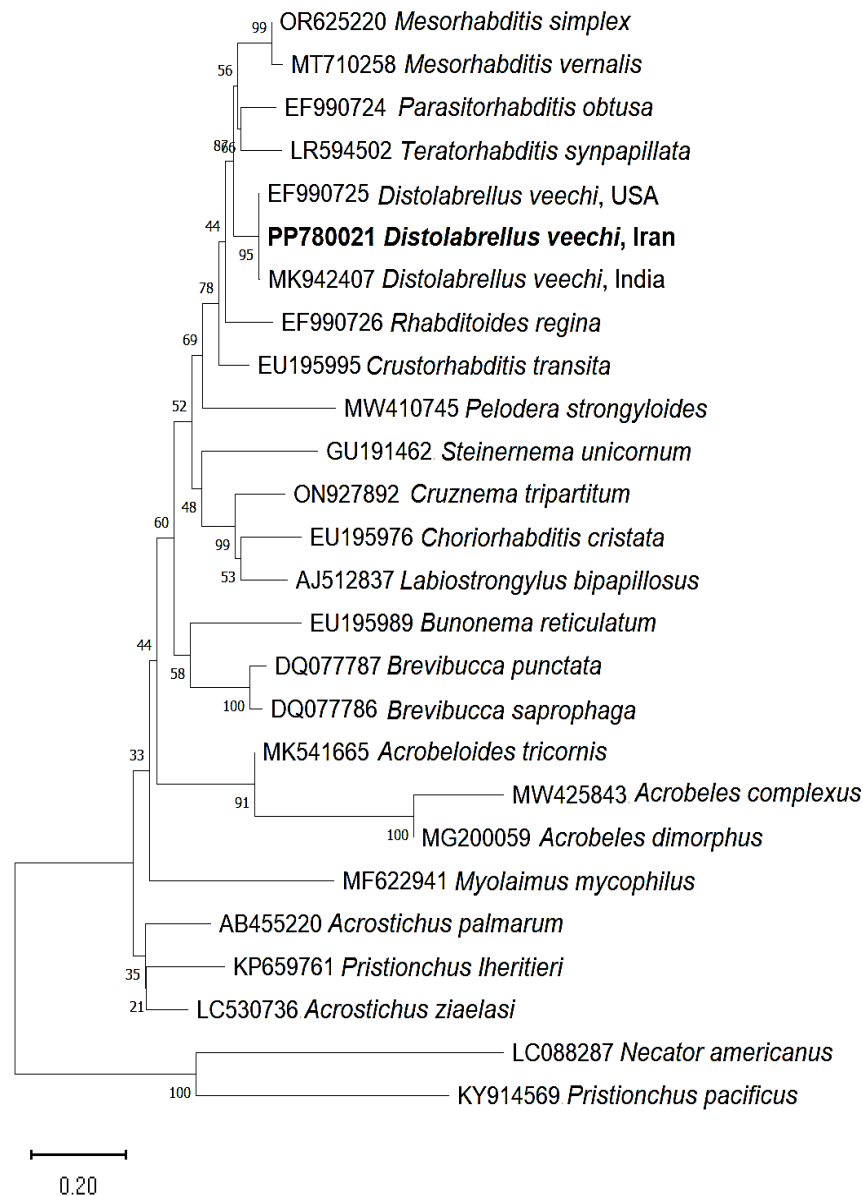 99
OR625220 Mesorhabditis simplex
MT710258 Mesorhabditis vernalis
56
EF990724 Parasitorhabditis obtusa
87
66
LR594502 Teratorhabditis synpapillata
EF990725 Distolabrellus veechi, USA
44
PP780021 Distolabrellus veechi, Iran
95
MK942407 Distolabrellus veechi, India
78
EF990726 Rhabditoides regina
69
EU195995 Crustorhabditis transita
52
MW410745 Pelodera strongyloides
GU191462 Steinernema unicornum
48
ON927892 Cruznema tripartitum
60
EU195976 Choriorhabditis cristata
99
53
AJ512837 Labiostrongylus bipapillosus
EU195989 Bunonema reticulatum
44
58
DQ077787 Brevibucca punctata
100
DQ077786 Brevibucca saprophaga
33
MK541665 Acrobeloides tricornis
91
MW425843 Acrobeles complexus
100
MG200059 Acrobeles dimorphus
MF622941 Myolaimus mycophilus
AB455220 Acrostichus palmarum
35
KP659761 Pristionchus lheritieri
21
LC530736 Acrostichus ziaelasi
LC088287 Necator americanus
100
KY914569 Pristionchus pacificus
0.20